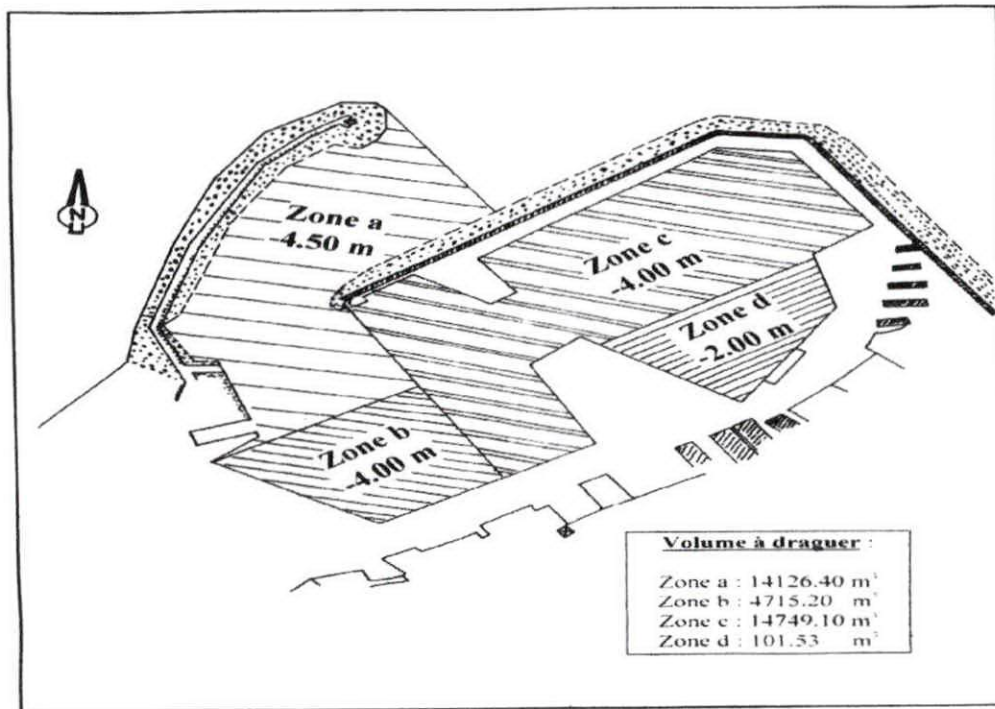 N
Zone a
-4.50 m
Zone c
-4.00 m
Zone d
-2.00 m
Zone b
-4.00 m
Volume à draguer :
Zone a : 14126.40 m³
Zone b : 4715.20 m³
Zone c : 14749.10 m³
Zone d : 101.53 m³